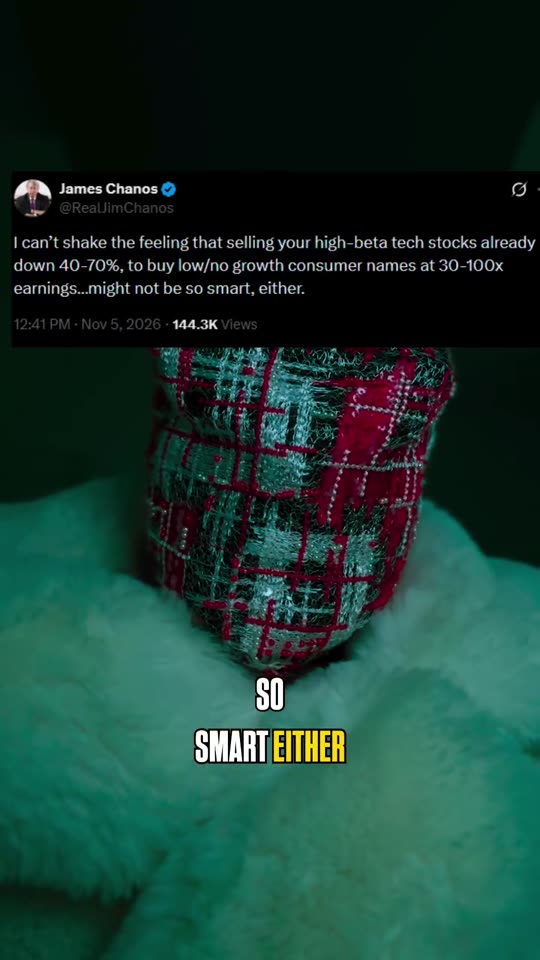 James Chanos
@RealJimChanos
I can’t shake the feeling that selling your high-beta tech stocks already
down 40-70%, to buy low/no growth consumer names at 30-100x
earnings...might not be so smart, either.
12:41 PM · Nov 5, 2026 · 144.3K Views
SO
SMART EITHER